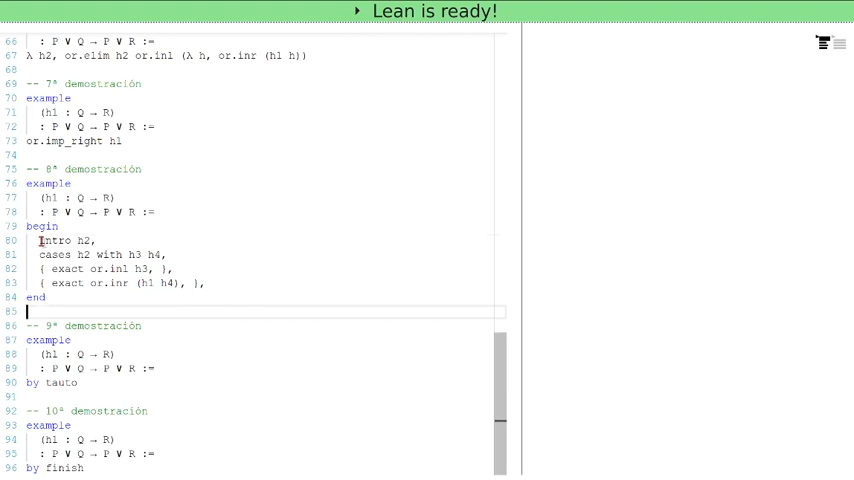 Lean is ready!
66 : P ∨ Q → P ∨ R :=
67 λ h2, or.elim h2 or.inl (λ h, or.inr (h1 h))
68
69 -- 7ª demostración
70 example
71 (h1 : Q → R)
72 : P ∨ Q → P ∨ R :=
73 or.imp_right h1
74
75 -- 8ª demostración
76 example
77 (h1 : Q → R)
78 : P ∨ Q → P ∨ R :=
79 begin
80 intro h2,
81 cases h2 with h3 h4,
82 { exact or.inl h3, },
83 { exact or.inr (h1 h4), },
84 end
85
86 -- 9ª demostración
87 example
88 (h1 : Q → R)
89 : P ∨ Q → P ∨ R :=
90 by tauto
91
92 -- 10ª demostración
93 example
94 (h1 : Q → R)
95 : P ∨ Q → P ∨ R :=
96 by finish